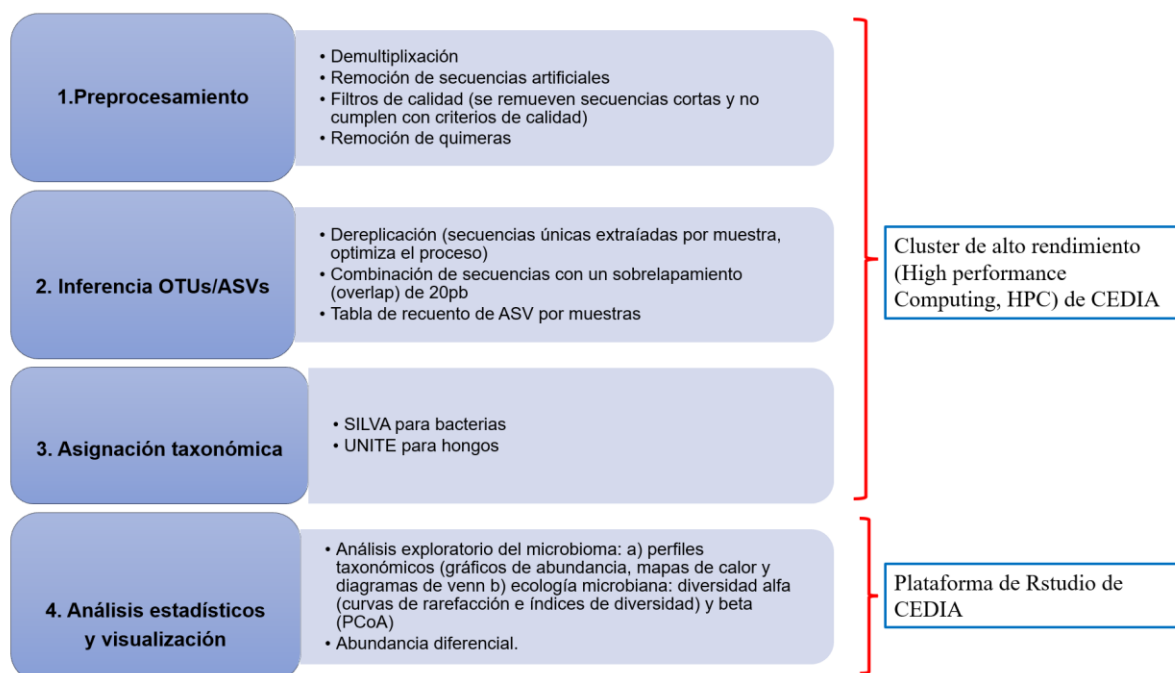 1.Preprocesamiento
• Demultiplixación
• Remoción de secuencias artificiales
• Filtros de calidad (se remueven secuencias cortas y no
cumplen con criterios de calidad)
• Remoción de quimeras
2. Inferencia OTUs/ASVs
• Dereplicación (secuencias únicas extraíadas por muestra,
optimiza el proceso)
• Combinación de secuencias con un sobrelapamiento
(overlap) de 20pb
• Tabla de recuento de ASV por muestras
3. Asignación taxonómica
• SILVA para bacterias
• UNITE para hongos
Cluster de alto rendimiento
(High performance
Computing, HPC) de CEDIA
4. Análisis estadísticos
y visualización
• Análisis exploratorio del microbioma: a) perfiles
taxonómicos (gráficos de abundancia, mapas de calor y
diagramas de venn b) ecología microbiana: diversidad alfa
(curvas de rarefacción e índices de diversidad) y beta
(PCoA)
• Abundancia diferencial.
Plataforma de Rstudio de
CEDIA